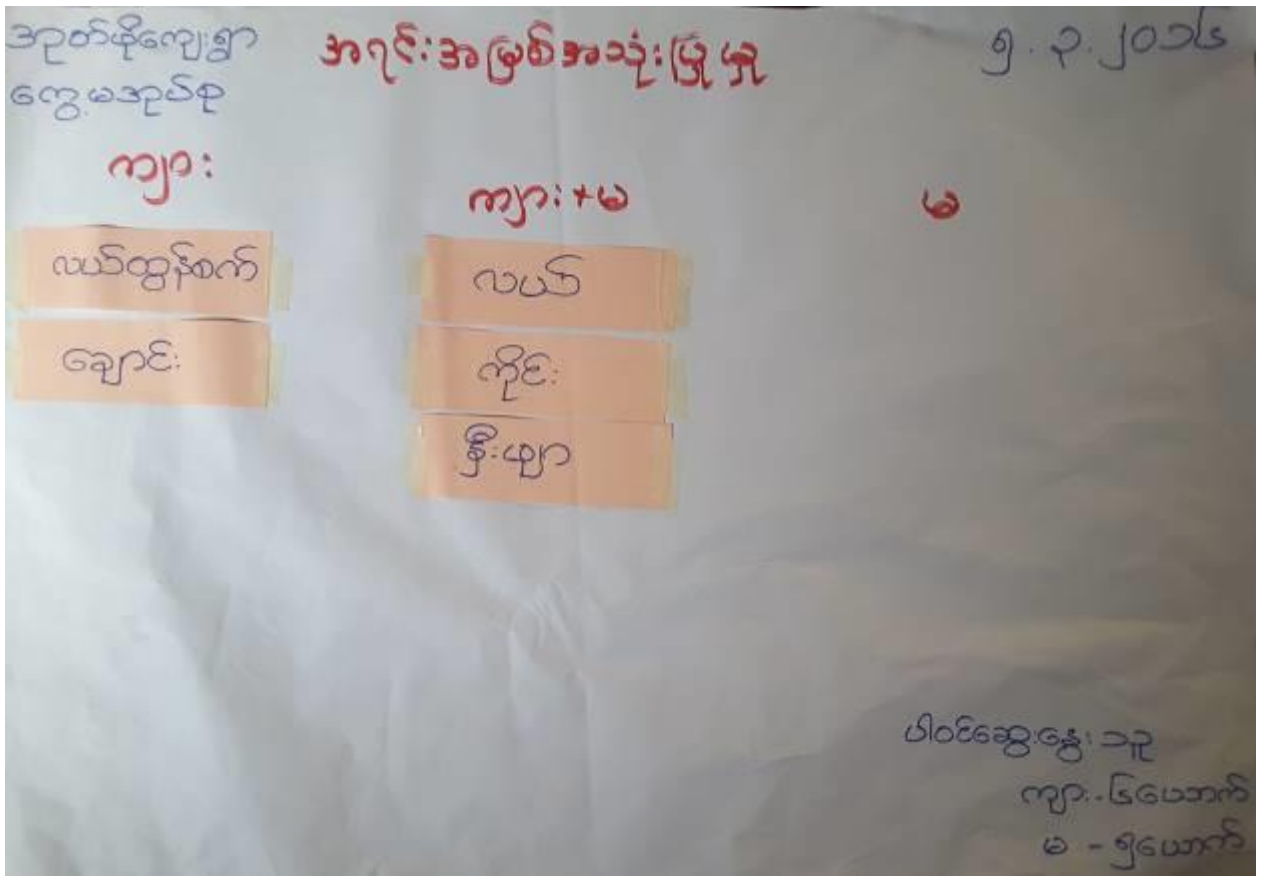 အုတ်ဖိုကျေးရွာ
ကွေ့မအုပ်စု
အရင်းအမြစ်အသုံးပြုမှု
၅.၃.၂၀၁၆
ကျား
ကျား+မ
မ
လယ်ထွန်စက်
ချောင်း
လယ်
ကိုင်း
နှီးဖျာ
ပါဝင်ဆွေးနွေးသူ
ကျား-၆ယောက်
မ - ၅ယောက်